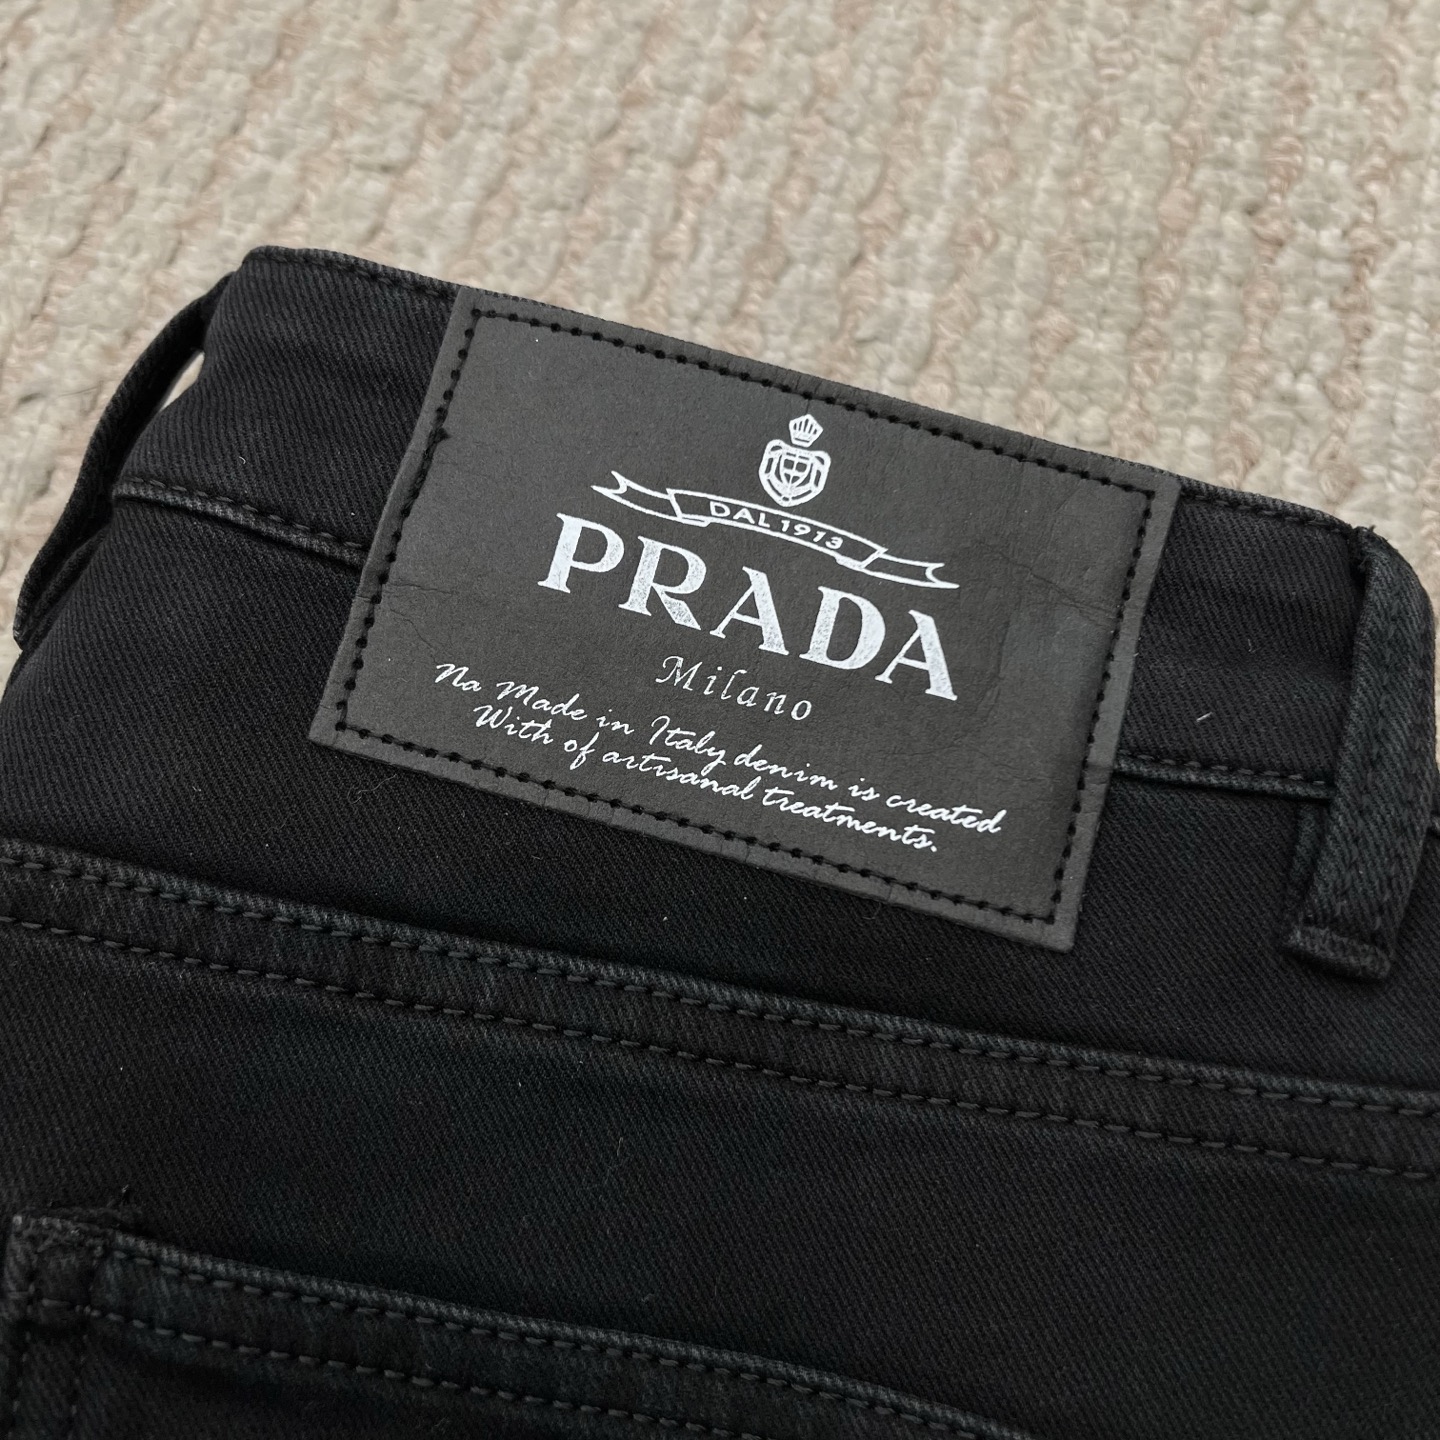 DAL 1913
PRADA
Milano
Na Made in Italy denim is created
With of artisanal treatments.